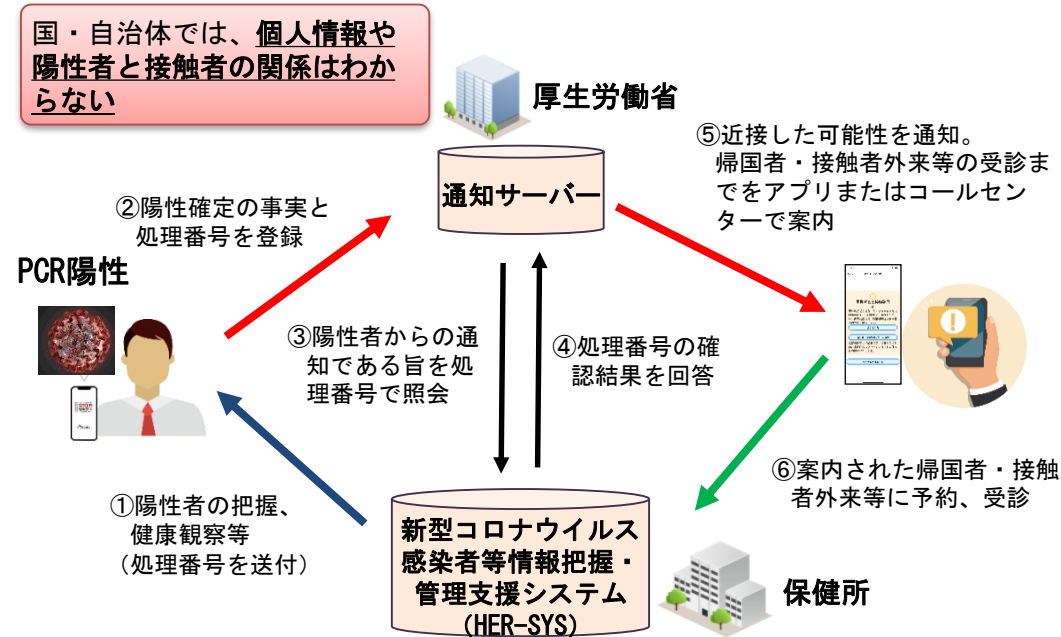 国・自治体では、個人情報や
陽性者と接触者の関係はわか
らない
厚生労働省
通知サーバー
⑤近接した可能性を通知。
帰国者・接触者外来等の受診ま
でをアプリまたはコールセン
ターで案内
②陽性確定の事実と
処理番号を登録
PCR陽性
③陽性者からの通
知である旨を処
理番号で照会
④処理番号の確
認結果を回答
①陽性者の把握、
健康観察等
（処理番号を送付）
新型コロナウイルス
感染者等情報把握・
管理支援システム
(HER-SYS)
⑥案内された帰国者・接触
者外来等に予約、受診
保健所